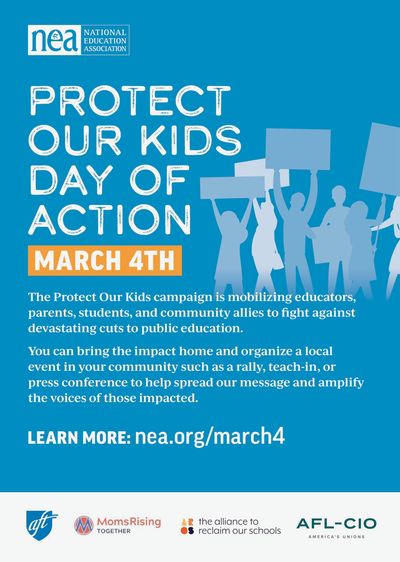 nea
NATIONAL
EDUCATION
ASSOCIATION
PROTECT
OUR KIDS
DAY OF
ACTION
MARCH 4TH
The Protect Our Kids campaign is mobilizing educators,
parents, students, and community allies to fight against
devastating cuts to public education.
You can bring the impact home and organize a local
event in your community such as a rally, teach-in, or
press conference to help spread our message and amplify
the voices of those impacted.
LEARN MORE: nea.org/march4
aft
MomsRising
TOGETHER
AR
OS
the alliance to
reclaim our schools
AFL-CIO
AMERICA'S UNIONS